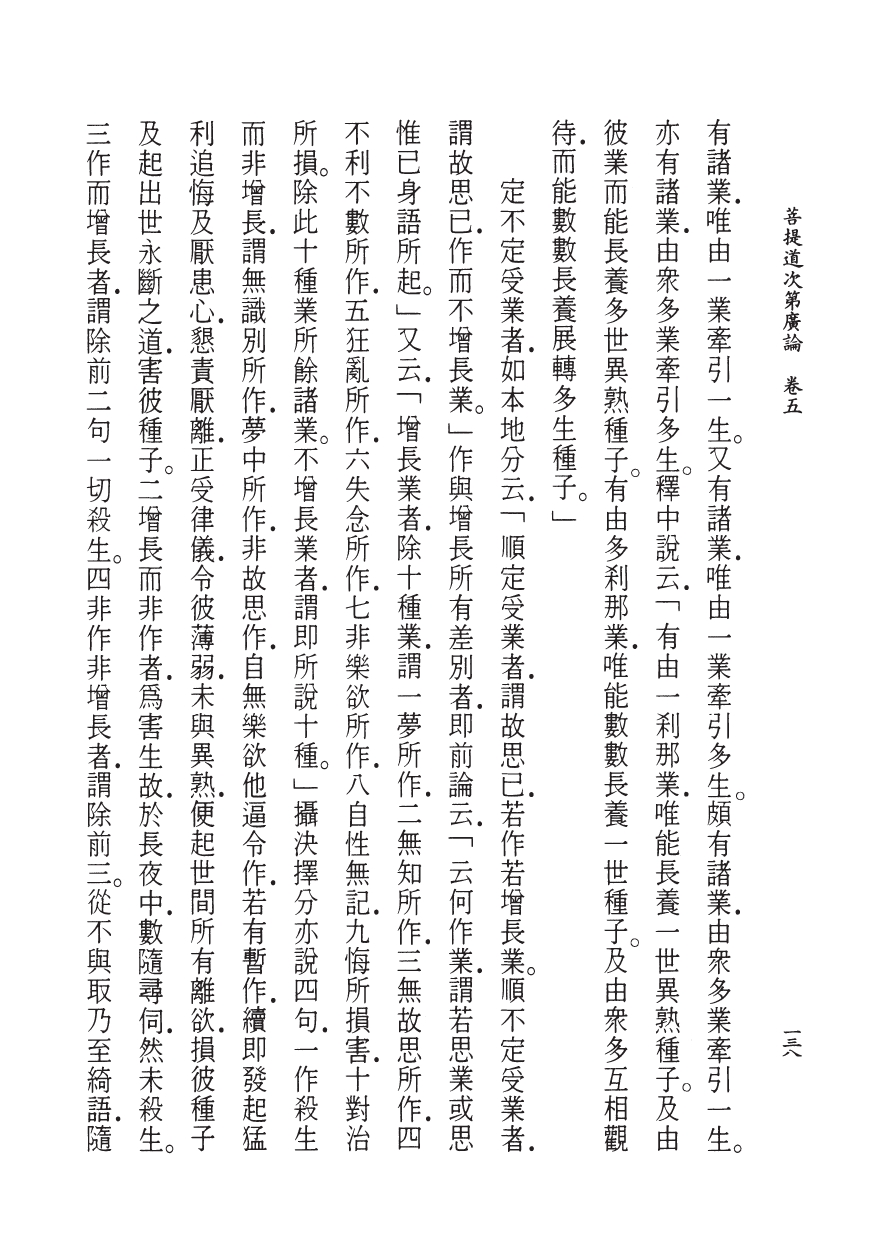 菩提道次第廣論　卷五
一三八
有諸業．唯由一業牽引一生。又有諸業．唯由一業牽引多生。頗有諸業．由衆多業牽引一生。
亦有諸業．由衆多業牽引多生。釋中說云．「有由一刹那業．唯能長養一世異熟種子。及由
彼業而能長養多世異熟種子。有由多刹那業．唯能數數長養一世種子。及由衆多互相觀
待．而能數數長養展轉多生種子。」
定不定受業者．如本地分云．「順定受業者．謂故思已．若作若增長業。順不定受業者．
謂故思已．作而不增長業。」作與增長所有差別者．即前論云．「云何作業．謂若思業或思
惟已身語所起。」又云．「增長業者．除十種業．謂一夢所作．二無知所作．三無故思所作．四
不利不數所作．五狂亂所作．六失念所作．七非樂欲所作．八自性無記．九悔所損害．十對治
所損。除此十種業所餘諸業。不增長業者．謂即所說十種。」攝決擇分亦說四句．一作殺生
而非增長．謂無識別所作．夢中所作．非故思作．自無樂欲他逼令作．若有暫作．續即發起猛
利追悔及厭患心．懇責厭離．正受律儀．令彼薄弱．未與異熟．便起世間所有離欲．損彼種子
及起出世永斷之道．害彼種子。二增長而非作者．爲害生故．於長夜中．數隨尋伺．然未殺生。
三作而增長者．謂除前二句一切殺生。四非作非增長者．謂除前三。從不與取乃至綺語．隨